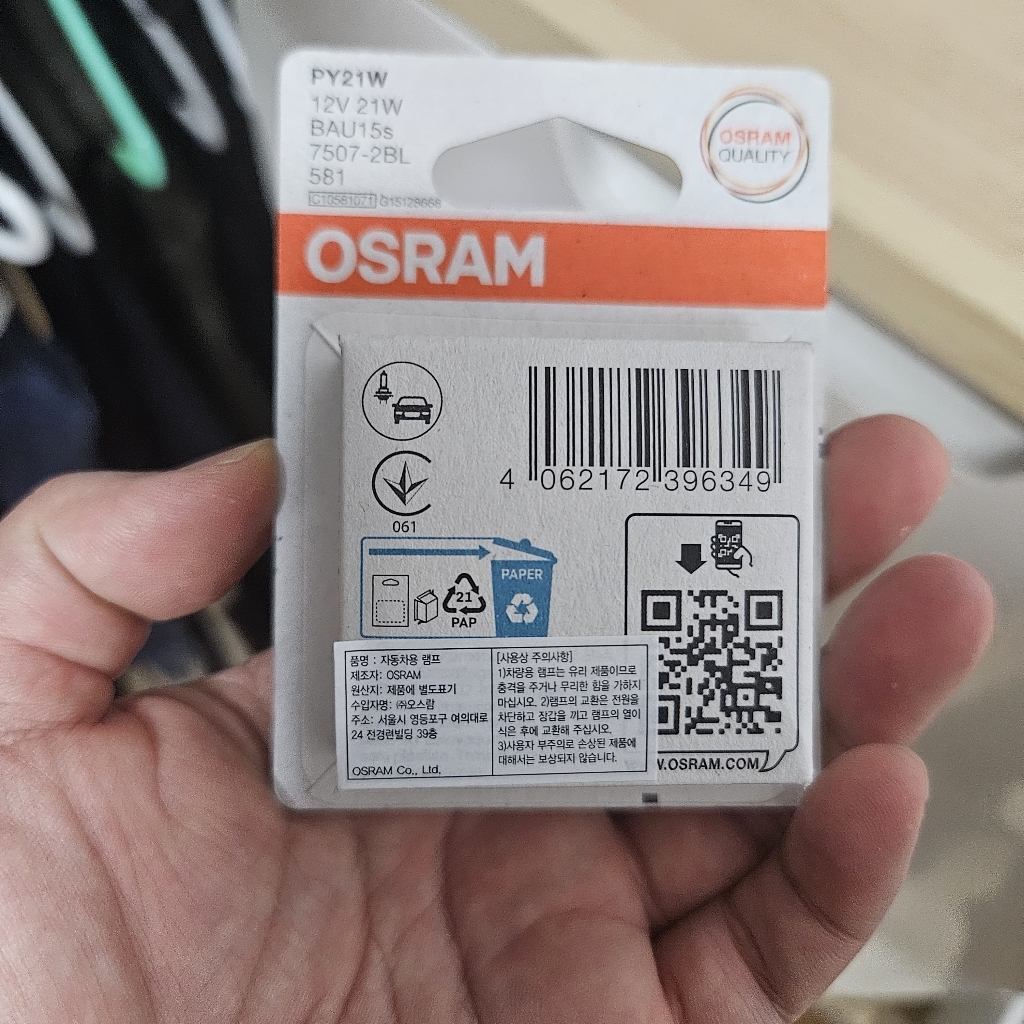 PY21W
12V 21W
BAU15s
7507-2BL
581
C10581071 G15128668
OSRAM
QUALITY
OSRAM
4 062172 396349
061
PAPER
21
PAP
품명 : 자동차용 램프
제조자: OSRAM
원산지: 제품에 별도표기
수입자명: ㈜오스람
주소: 서울시 영등포구 여의대로
24 전경련빌딩 39층
OSRAM Co., Ltd,
[사용상 주의사항]
1)차량용 램프는 유리 제품이므로
충격을 주거나 무리한 힘을 가하지
마십시오. 2)램프의 교환은 전원을
차단하고 장갑을 끼고 램프의 열이
식은 후에 교환해 주십시오.
3)사용자 부주의로 손상된 제품에
대해서는 보상되지 않습니다.
W.OSRAM.COM